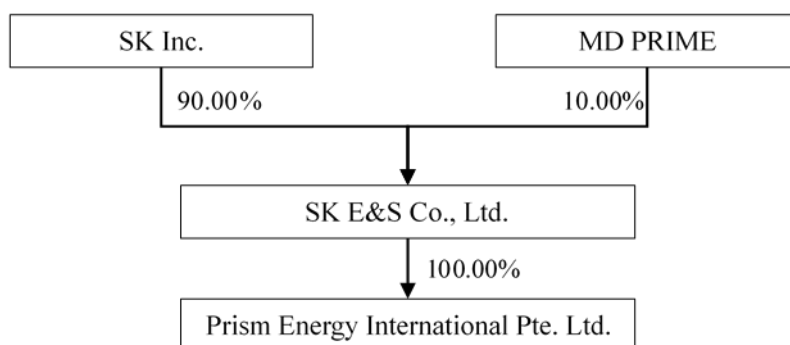 SK Inc.
MD PRIME
90.00%
10.00%
SK E&S Co., Ltd.
100.00%
Prism Energy International Pte. Ltd.